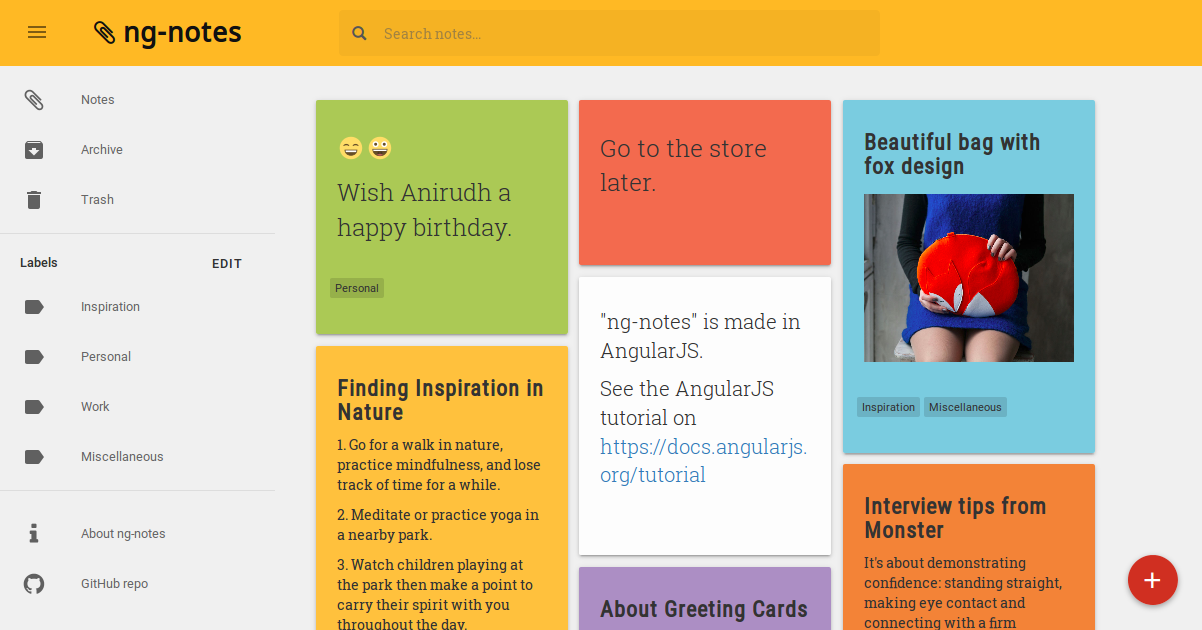 ng-notes
Search notes...
Notes
Archive
Trash
Labels
EDIT
Inspiration
Personal
Work
Miscellaneous
About ng-notes
GitHub repo
😄😀
Wish Anirudh a
happy birthday.
Personal
Finding Inspiration in
Nature
1. Go for a walk in nature,
practice mindfulness, and lose
track of time for a while.
2. Meditate or practice yoga in
a nearby park.
3. Watch children playing at
the park then make a point to
carry their spirit with you
throughout the day.
Go to the store
later.
"ng-notes" is made in
AngularJS.
See the AngularJS
tutorial on
https://docs.angularjs.
org/tutorial
About Greeting Cards
Beautiful bag with
fox design
Inspiration
Miscellaneous
Interview tips from
Monster
It's about demonstrating
confidence: standing straight,
making eye contact and
connecting with a firm
+